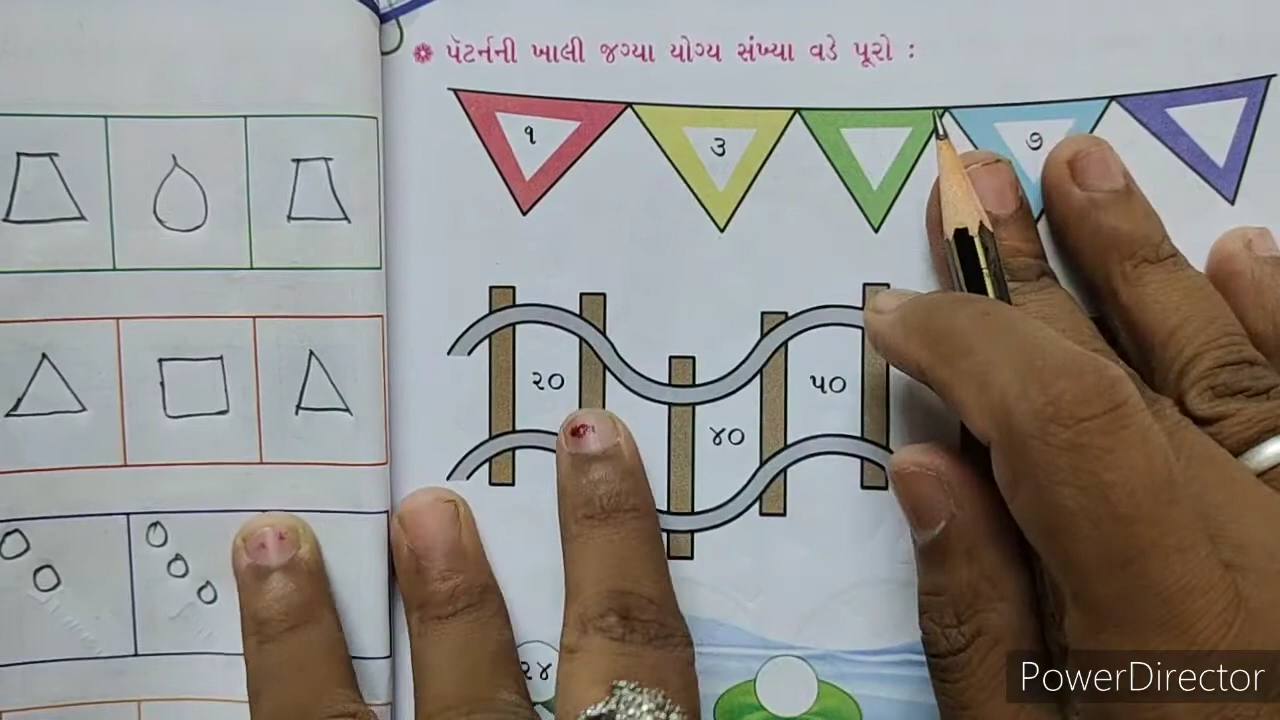 પૅટર્નની ખાલી જગ્યા યોગ્ય સંખ્યા વડે પૂરો :
૧ ૩ ૭
૨૦ ૪૦ ૫૦
૨૪
PowerDirector